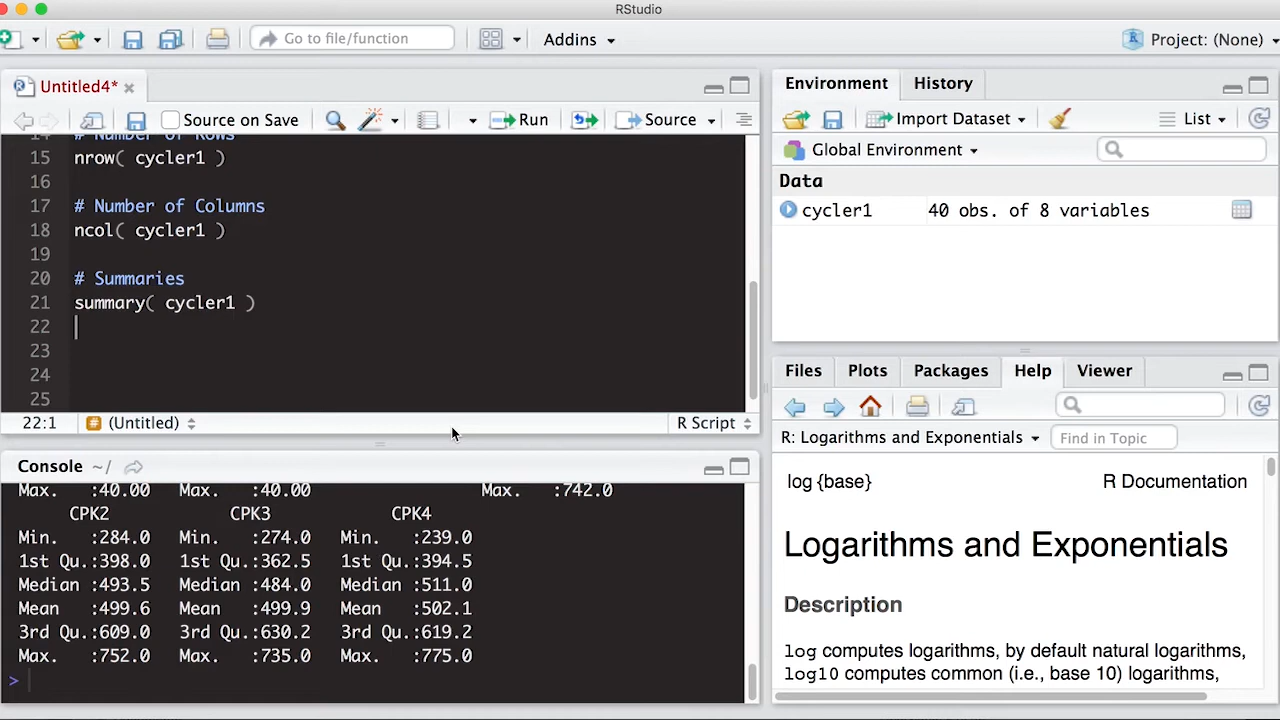 RStudio
Go to file/function
Addins
Project: (None)
Untitled4*
Source on Save
Run
Source
14 # Number of Rows
15 nrow( cycler1 )
16
17 # Number of Columns
18 ncol( cycler1 )
19
20 # Summaries
21 summary( cycler1 )
22
23
24
25
22:1 # (Untitled) R Script
Console ~/
Max. :40.00 Max. :40.00 Max. :742.0
CPK2 CPK3 CPK4
Min. :284.0 Min. :274.0 Min. :239.0
1st Qu.:398.0 1st Qu.:362.5 1st Qu.:394.5
Median :493.5 Median :484.0 Median :511.0
Mean :499.6 Mean :499.9 Mean :502.1
3rd Qu.:609.0 3rd Qu.:630.2 3rd Qu.:619.2
Max. :752.0 Max. :735.0 Max. :775.0
>
Environment History
Import Dataset List
Global Environment
Data
cycler1 40 obs. of 8 variables
Files Plots Packages Help Viewer
R: Logarithms and Exponentials Find in Topic
log {base} R Documentation
Logarithms and Exponentials
Description
log computes logarithms, by default natural logarithms,
log10 computes common (i.e., base 10) logarithms,